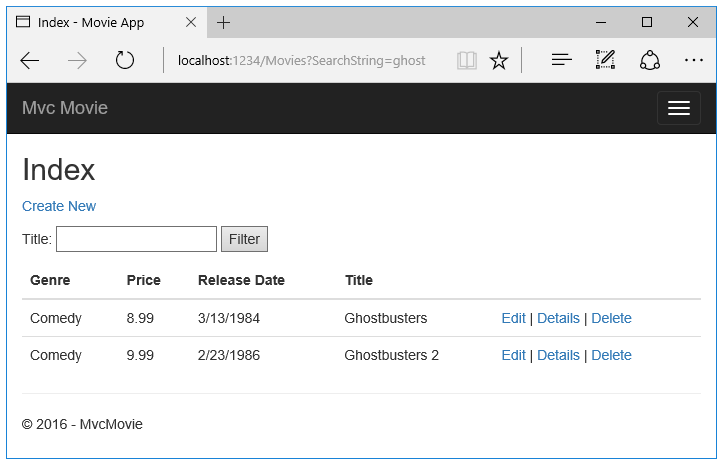 Index - Movie App
localhost:1234/Movies?SearchString=ghost
Mvc Movie
Index
Create New
Title: Filter
Genre Price Release Date Title
Comedy 8.99 3/13/1984 Ghostbusters Edit | Details | Delete
Comedy 9.99 2/23/1986 Ghostbusters 2 Edit | Details | Delete
© 2016 - MvcMovie